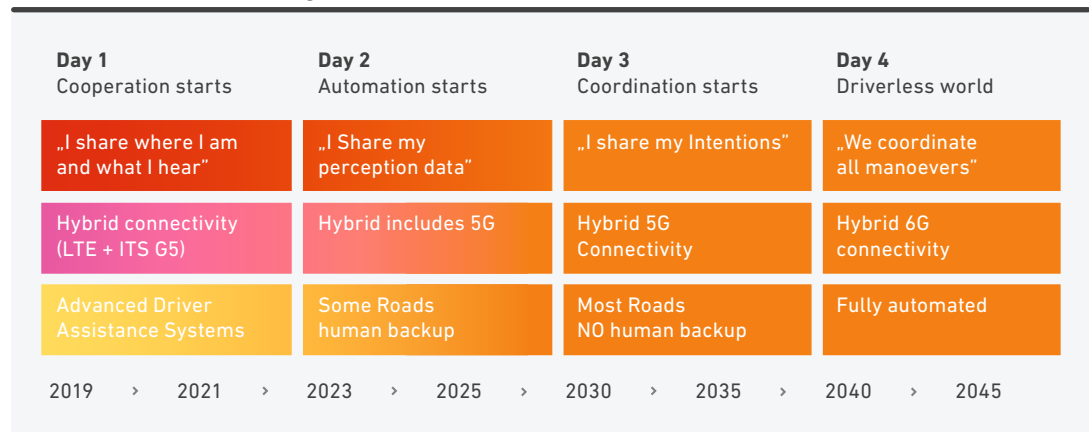 Day 1
Cooperation starts
Day 2
Automation starts
Day 3
Coordination starts
Day 4
Driverless world
„I share where I am
and what I hear”
„I Share my
perception data”
„I share my Intentions”
„We coordinate
all manoevers”
Hybrid connectivity
(LTE + ITS G5)
Hybrid includes 5G
Hybrid 5G
Connectivity
Hybrid 6G
connectivity
Advanced Driver
Assistance Systems
Some Roads
human backup
Most Roads
NO human backup
Fully automated
2019 › 2021 › 2023 › 2025 › 2030 › 2035 › 2040 › 2045